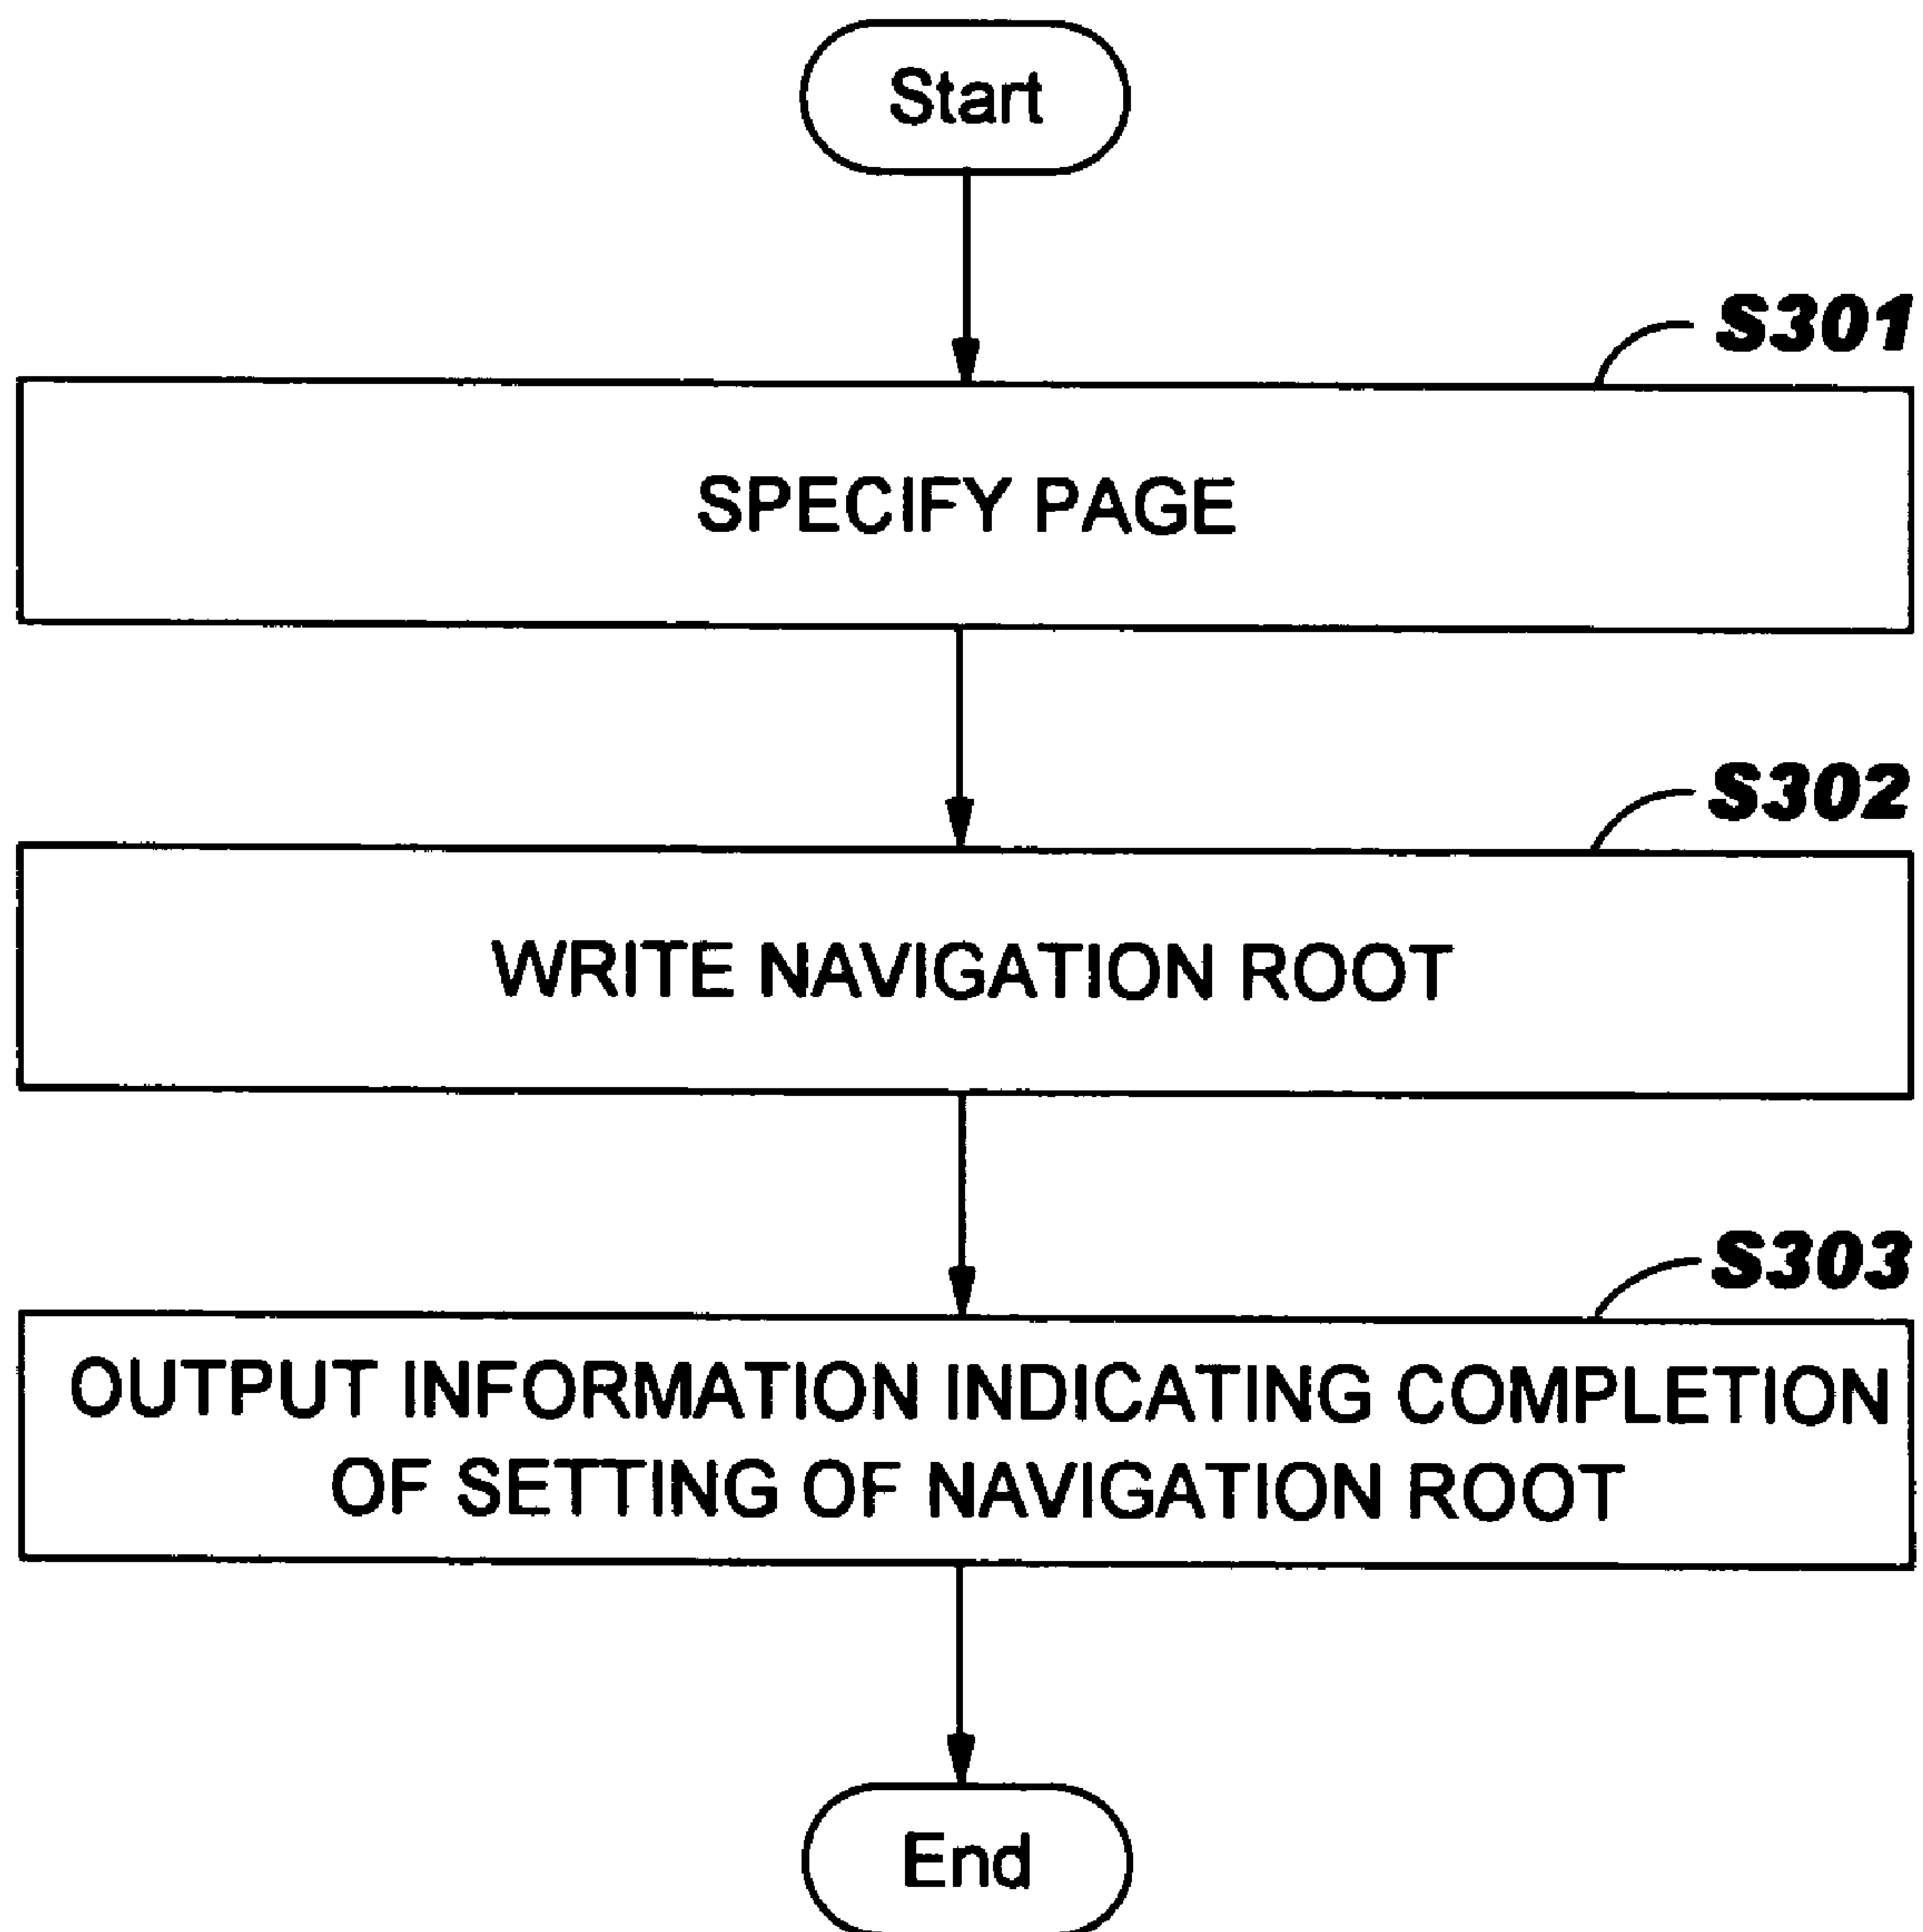 Start
S301
SPECIFY PAGE
S302
WRITE NAVIGATION ROOT
S303
OUTPUT INFORMATION INDICATING COMPLETION
OF SETTING OF NAVIGATION ROOT
End